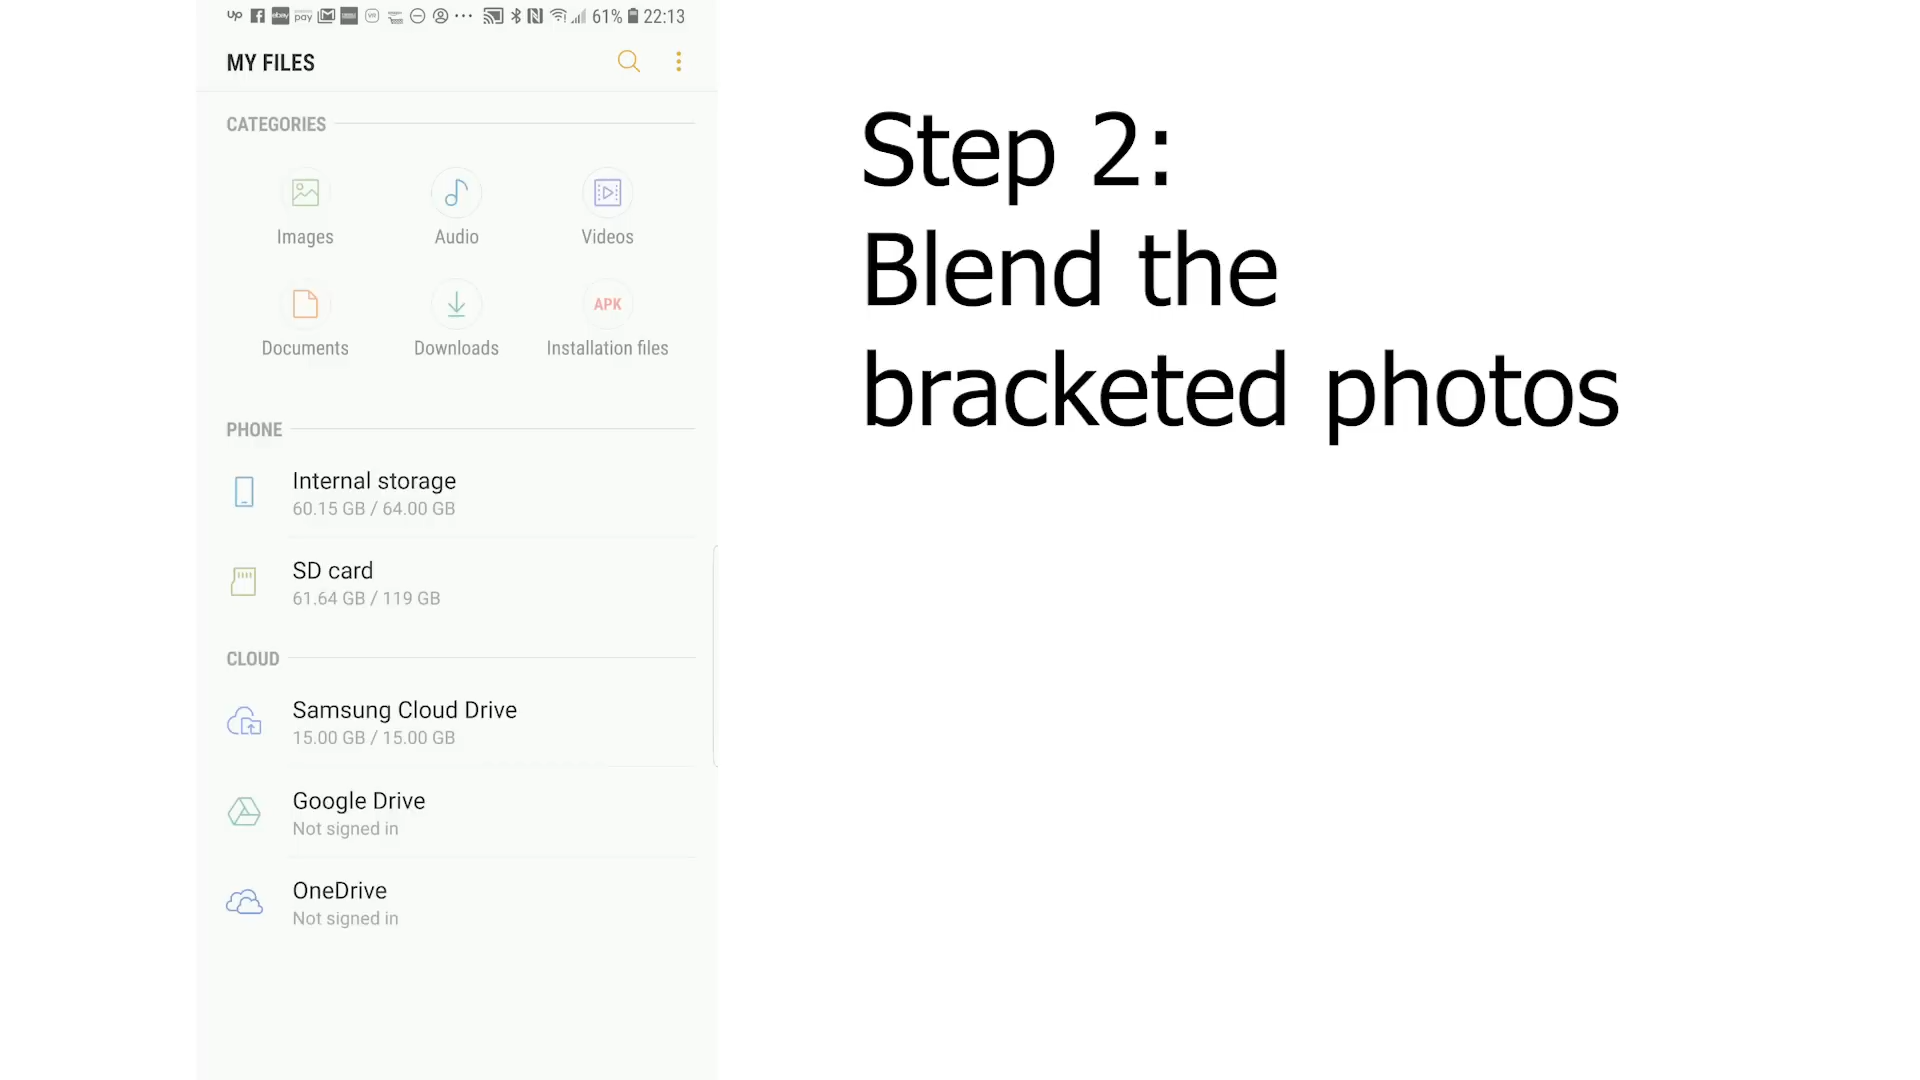 61% 22:13
MY FILES
CATEGORIES
Images Audio Videos
APK
Documents Downloads Installation files
PHONE
Internal storage
60.15 GB / 64.00 GB
SD card
61.64 GB / 119 GB
CLOUD
Samsung Cloud Drive
15.00 GB / 15.00 GB
Google Drive
Not signed in
OneDrive
Not signed in
Step 2:
Blend the
bracketed photos